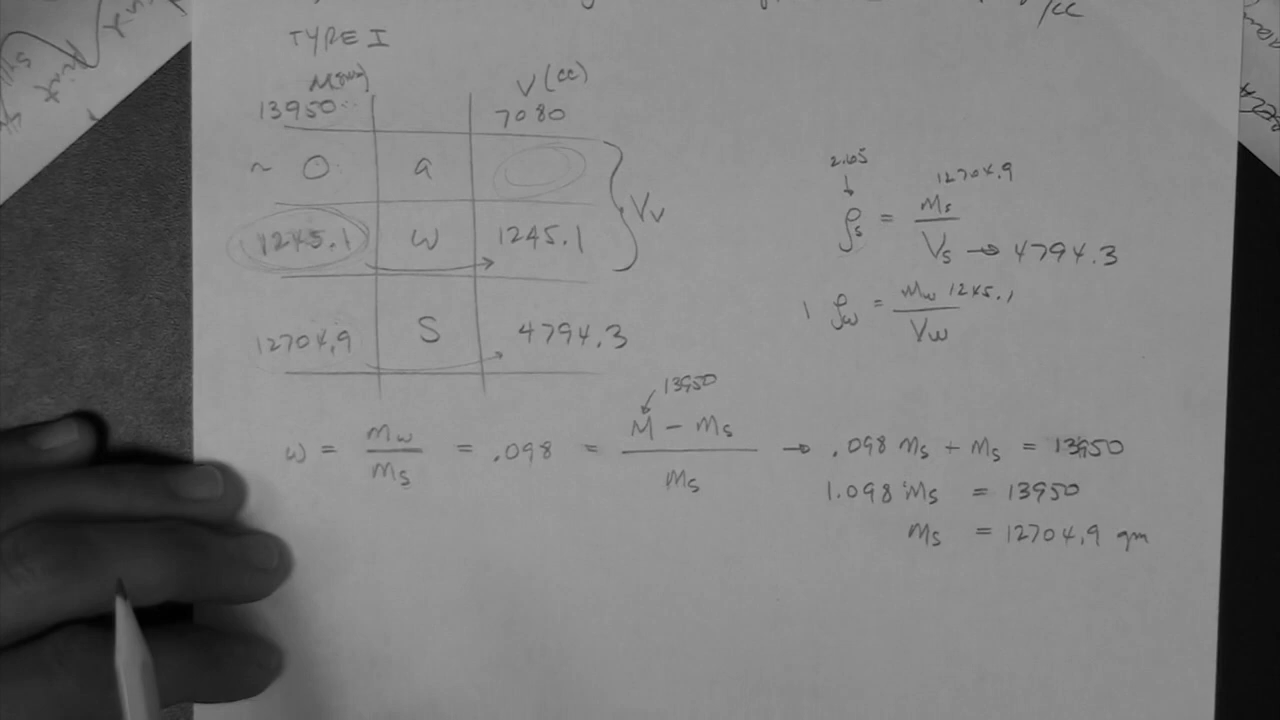 /cc
TYPE I
M(gm) V (cc)
13950 7080
~ 0 a
1245.1 w 1245.1 } Vv
12704.9 S 4794.3
2.65 12704.9
↓
ρs = Ms / Vs → 4794.3
1 ρw = Mw 1245.1 / Vw
13950
w = Mw / Ms = .098 = M - Ms / Ms → .098 Ms + Ms = 13950
1.098 Ms = 13950
Ms = 12704.9 gm